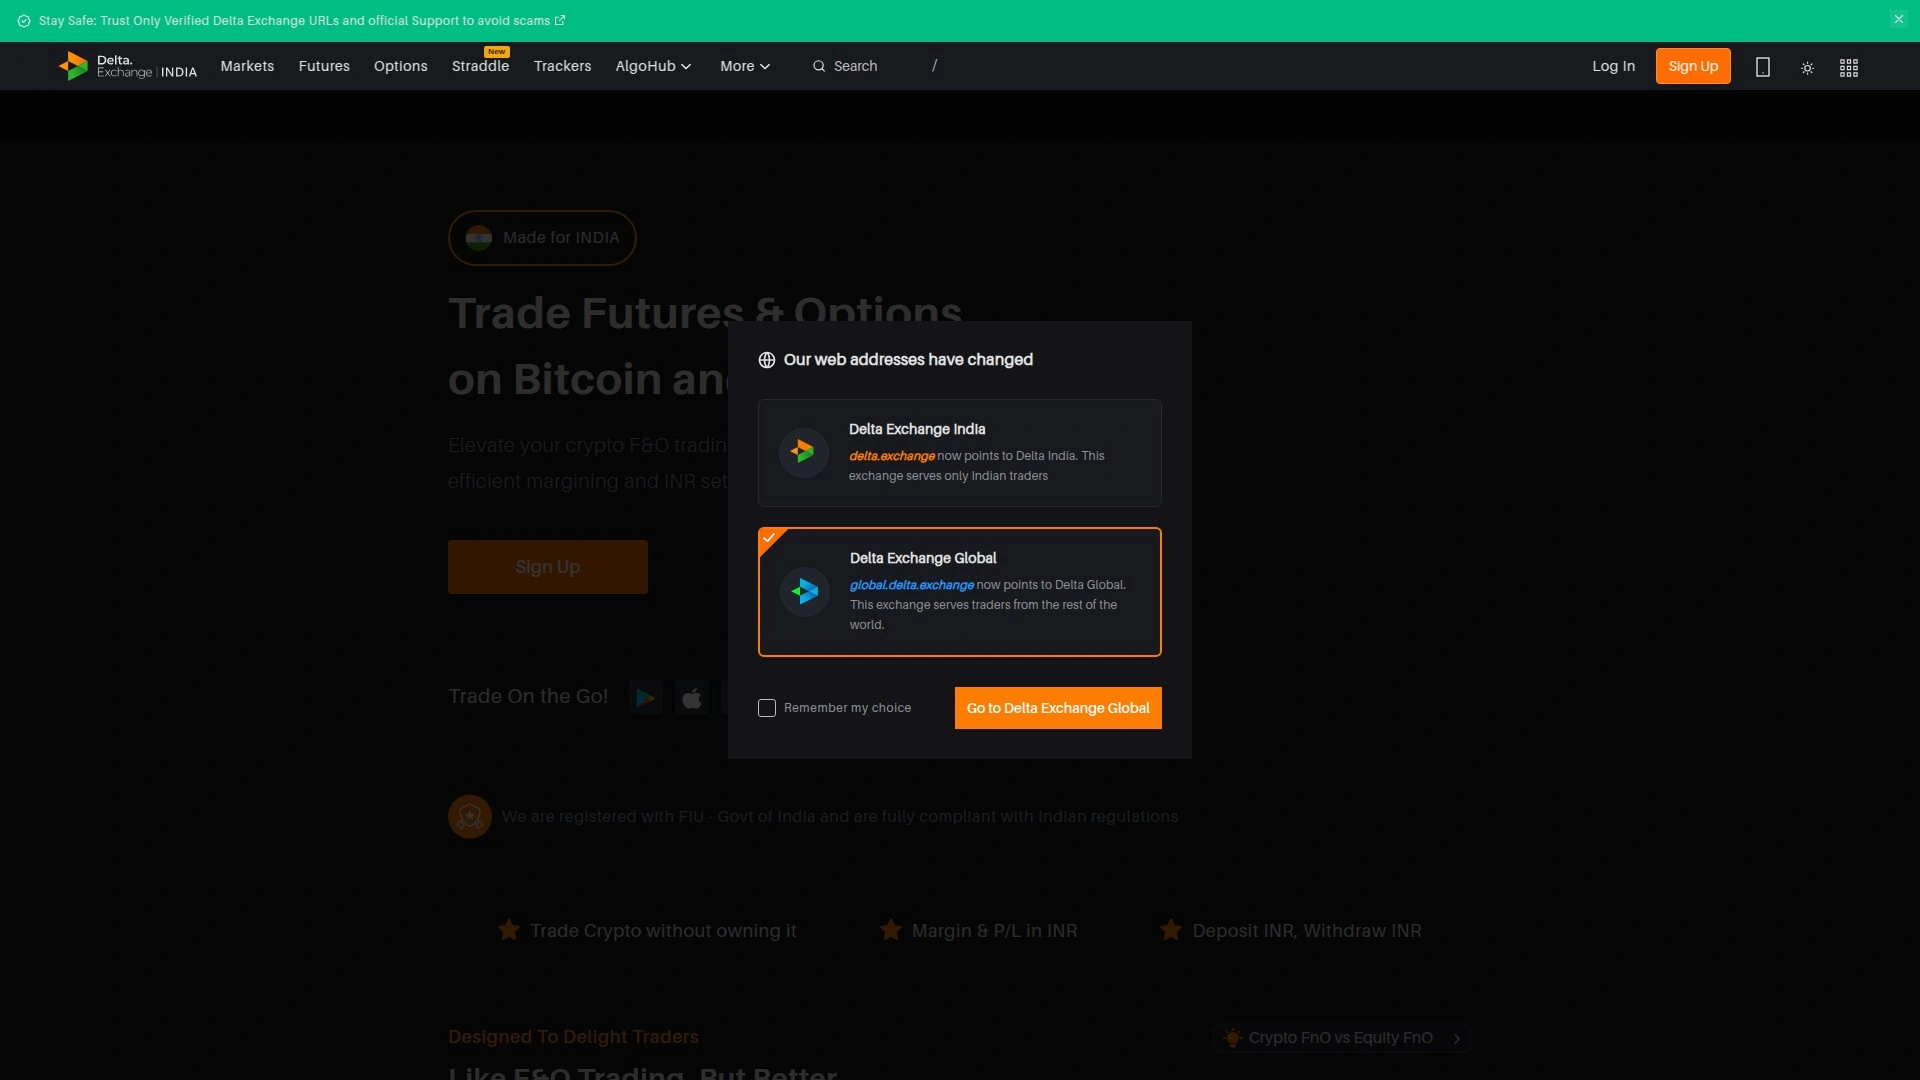 Stay Safe: Trust Only Verified Delta Exchange URLs and official Support to avoid scams
Delta.
Exchange | INDIA
Markets
Futures
Options
New
Straddle
Trackers
AlgoHub
More
Search
/
Log In
Sign Up
Made for INDIA
Trade Futures & Options
on Bitcoin
Elevate your crypto F&O
efficient margining and INR
Sign Up
Trade On the Go!
Our web addresses have changed
Delta Exchange India
delta.exchange now points to Delta India. This
exchange serves only Indian traders
Delta Exchange Global
global.delta.exchange now points to Delta Global.
This exchange serves traders from the rest of the
world.
Remember my choice
Go to Delta Exchange Global
We are registered with FIU - Govt of India and are fully compliant with Indian regulations
Trade Crypto without owning it
Margin & P/L in INR
Deposit INR, Withdraw INR
Designed To Delight Traders
Crypto FnO vs Equity FnO
Like F&O Trading, But Better